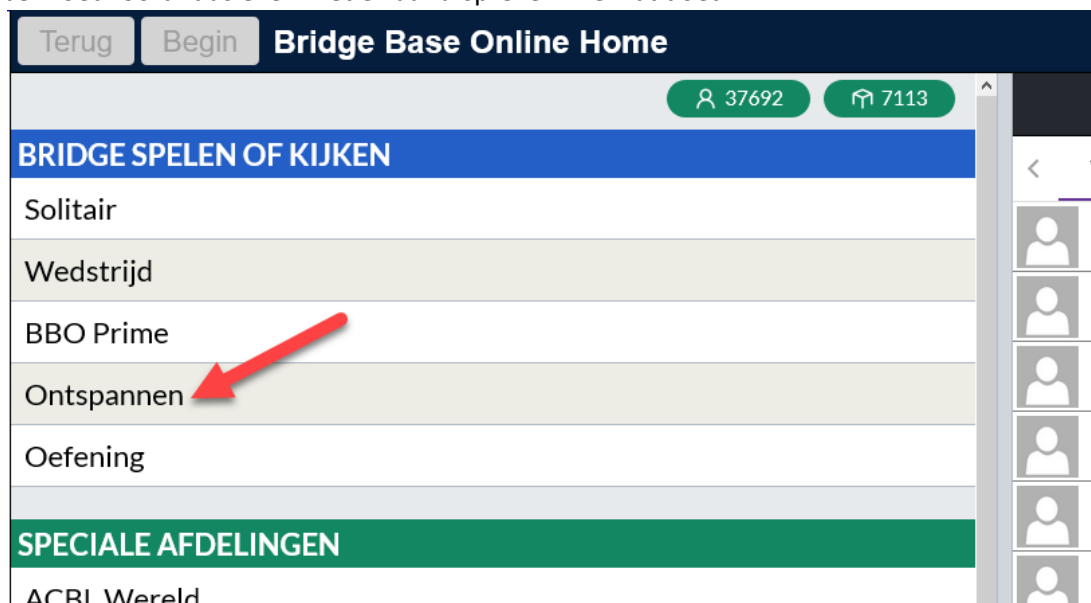 Terug Begin Bridge Base Online Home
37692 7113
BRIDGE SPELEN OF KIJKEN
Solitair
Wedstrijd
BBO Prime
Ontspannen
Oefening
SPECIALE AFDELINGEN
ACBL Wereld